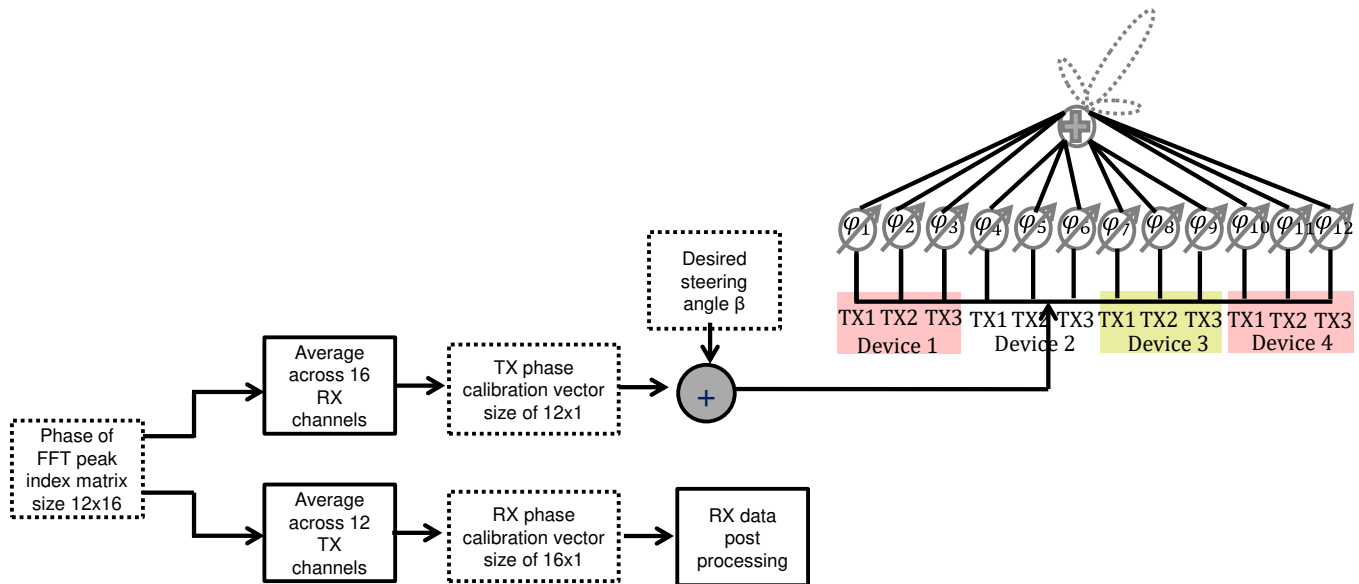 φ1 φ2 φ3 φ4 φ5 φ6 φ7 φ8 φ9 φ10 φ11 φ12
TX1 TX2 TX3 TX1 TX2 TX3 TX1 TX2 TX3 TX1 TX2 TX3
Device 1 Device 2 Device 3 Device 4
Desired
steering
angle β
Phase of
FFT peak
index matrix
size 12x16
Average
across 16
RX
channels
TX phase
calibration vector
size of 12x1
+
Average
across 12
TX
channels
RX phase
calibration vector
size of 16x1
RX data
post
processing